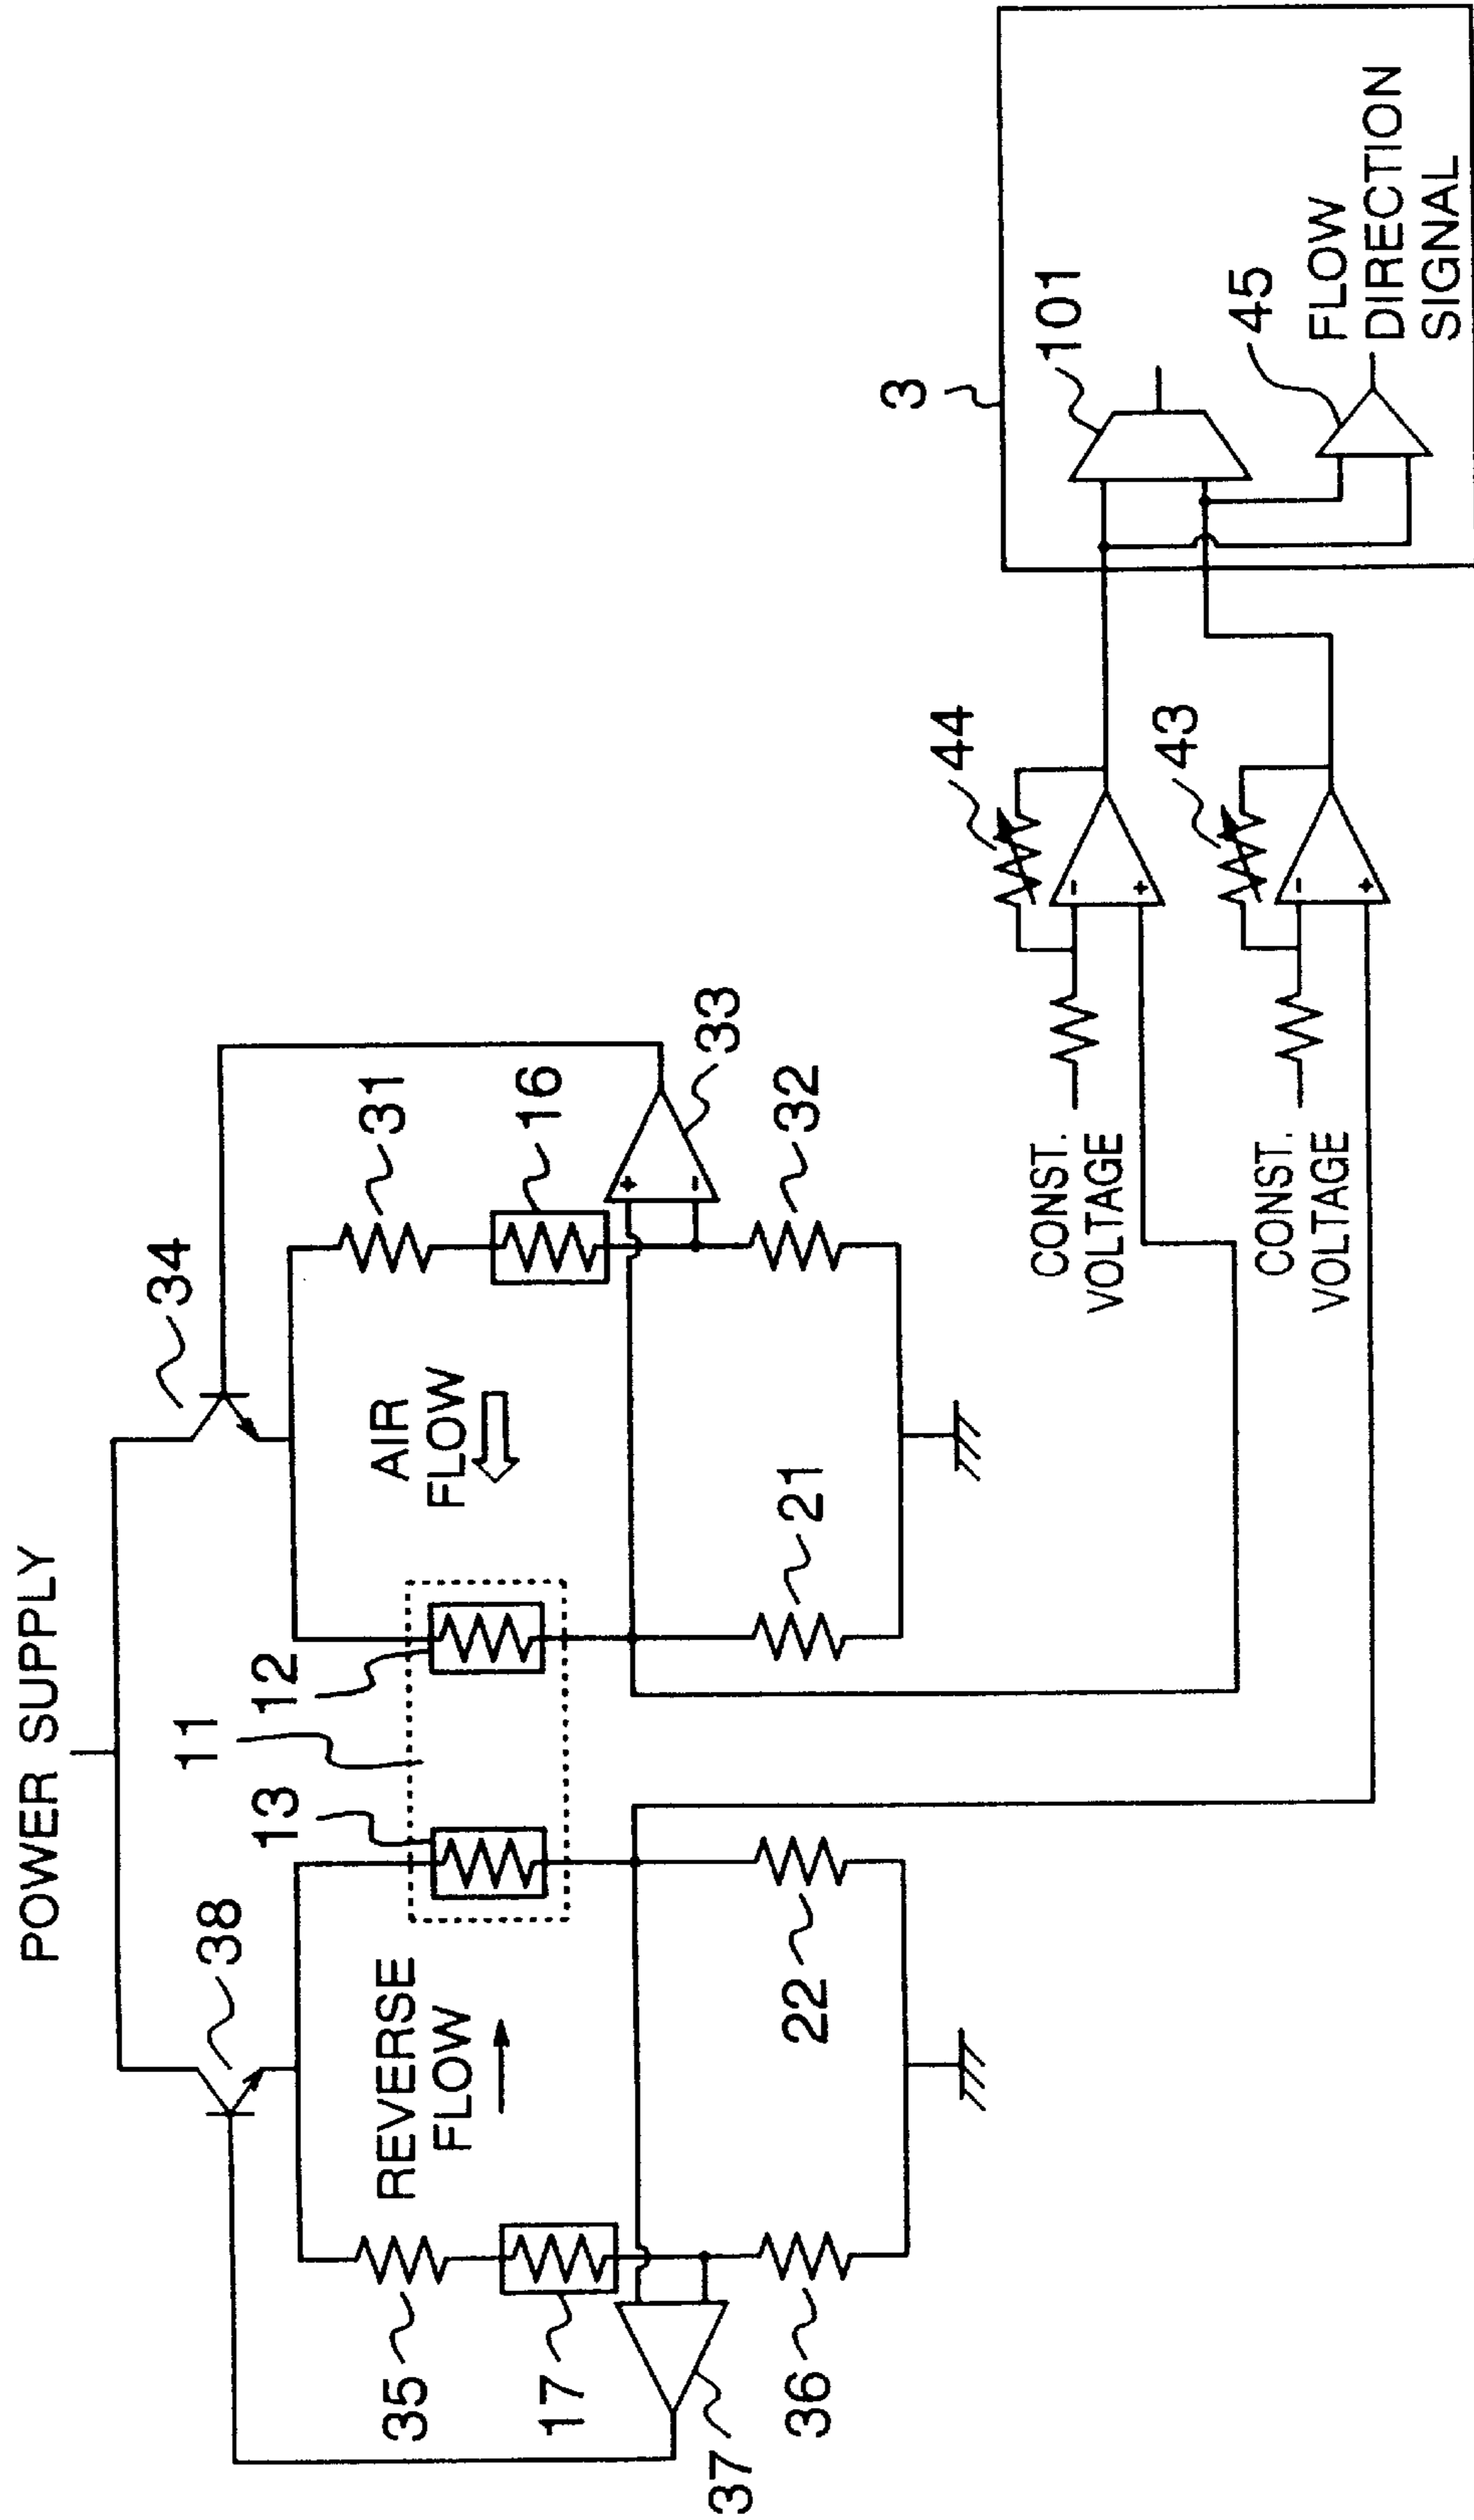 POWER SUPPLY
34
38
11
12
13
31
16
33
32
AIR
FLOW
21
REVERSE
FLOW
22
35
17
36
37
CONST.
VOLTAGE
CONST.
VOLTAGE
44
43
3
101
45
FLOW
DIRECTION
SIGNAL
+
-
-
+
-
+